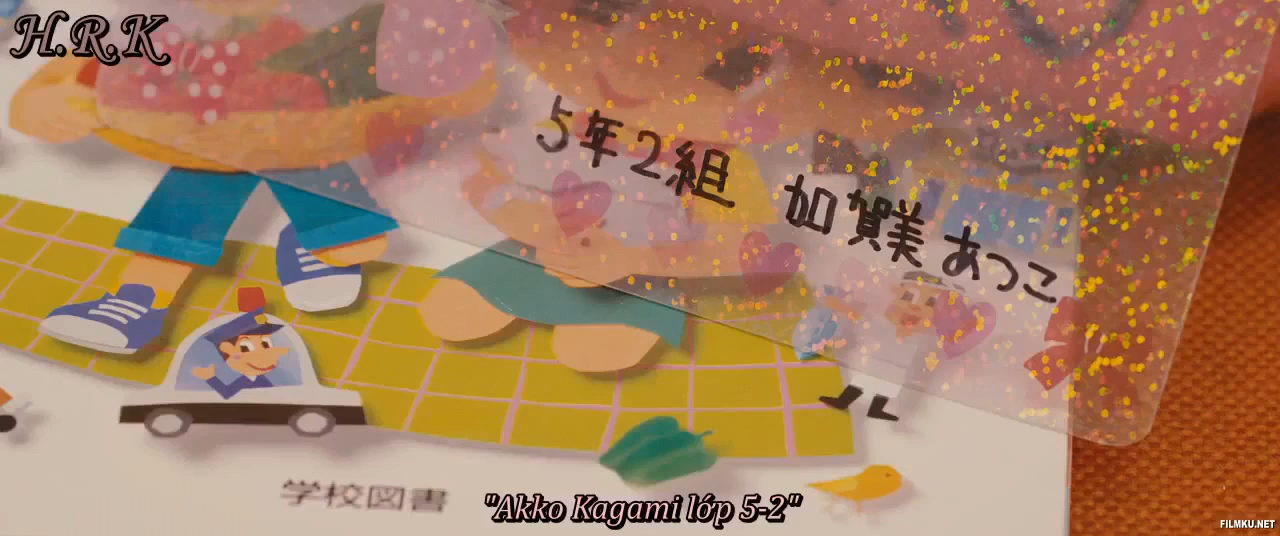 H.R.K
5年2組 加賀美 あつこ
学校図書
"Akko Kagami lớp 5-2"
FILMKU.NET